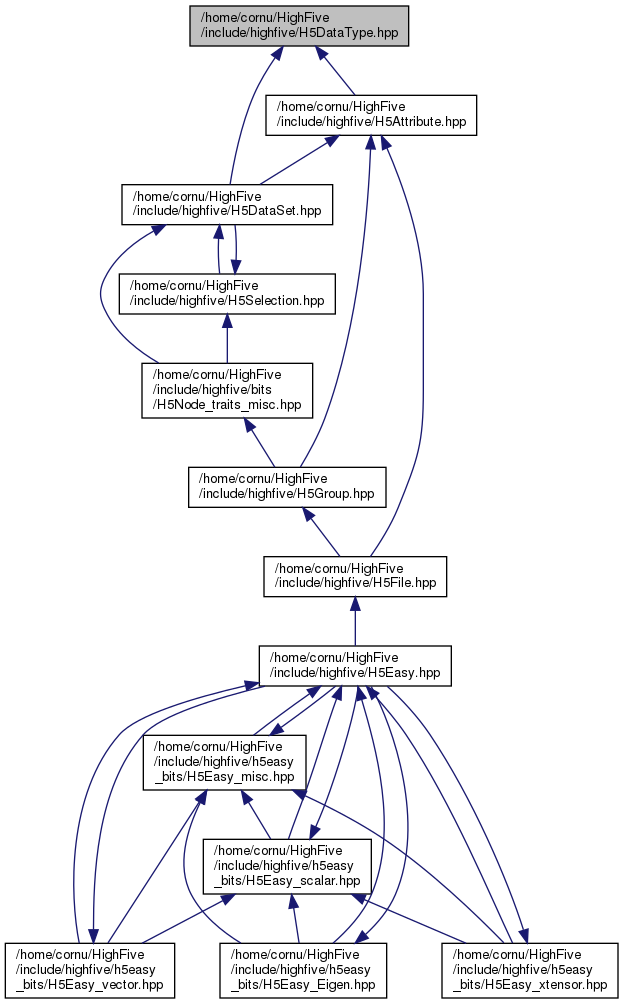 /home/cornu/HighFive
/include/highfive/H5DataType.hpp
/home/cornu/HighFive
/include/highfive/H5Attribute.hpp
/home/cornu/HighFive
/include/highfive/H5DataSet.hpp
/home/cornu/HighFive
/include/highfive/H5Selection.hpp
/home/cornu/HighFive
/include/highfive/bits
/H5Node_traits_misc.hpp
/home/cornu/HighFive
/include/highfive/H5Group.hpp
/home/cornu/HighFive
/include/highfive/H5File.hpp
/home/cornu/HighFive
/include/highfive/H5Easy.hpp
/home/cornu/HighFive
/include/highfive/h5easy
_bits/H5Easy_misc.hpp
/home/cornu/HighFive
/include/highfive/h5easy
_bits/H5Easy_scalar.hpp
/home/cornu/HighFive
/include/highfive/h5easy
_bits/H5Easy_vector.hpp
/home/cornu/HighFive
/include/highfive/h5easy
_bits/H5Easy_Eigen.hpp
/home/cornu/HighFive
/include/highfive/h5easy
_bits/H5Easy_xtensor.hpp